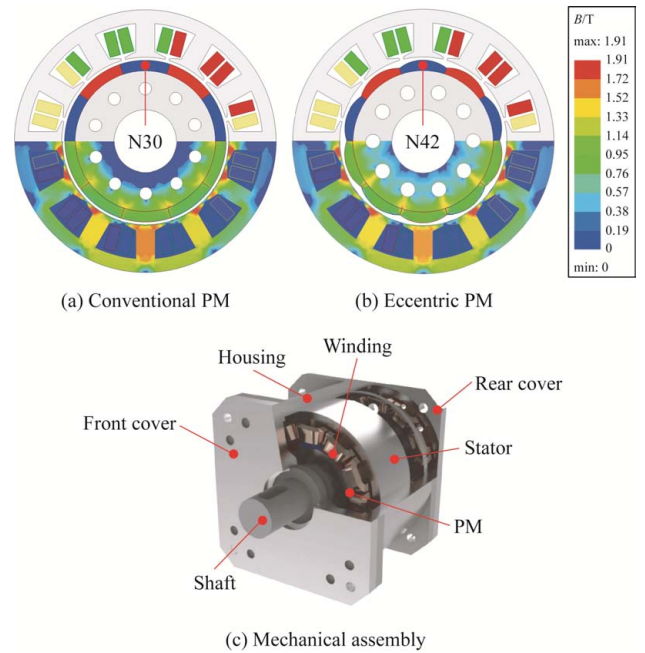 B/T
max: 1.91
1.91
1.72
1.52
1.33
1.14
0.95
0.76
0.57
0.38
0.19
0
min: 0
N30
N42
(a) Conventional PM
(b) Eccentric PM
Winding
Housing
Rear cover
Front cover
Stator
PM
Shaft
(c) Mechanical assembly